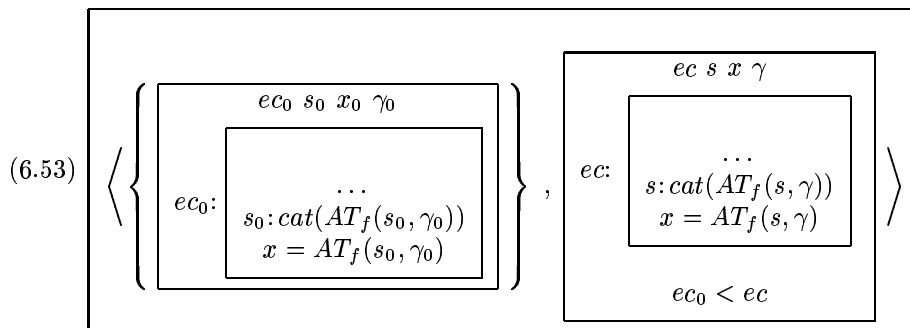 (6.53)
ec₀ s₀ x₀ γ₀
ec₀:
…
s₀:cat(AT_f(s₀, γ₀))
x = AT_f(s₀, γ₀)
,
ec s x γ
ec:
…
s:cat(AT_f(s, γ))
x = AT_f(s, γ)
ec₀ < ec